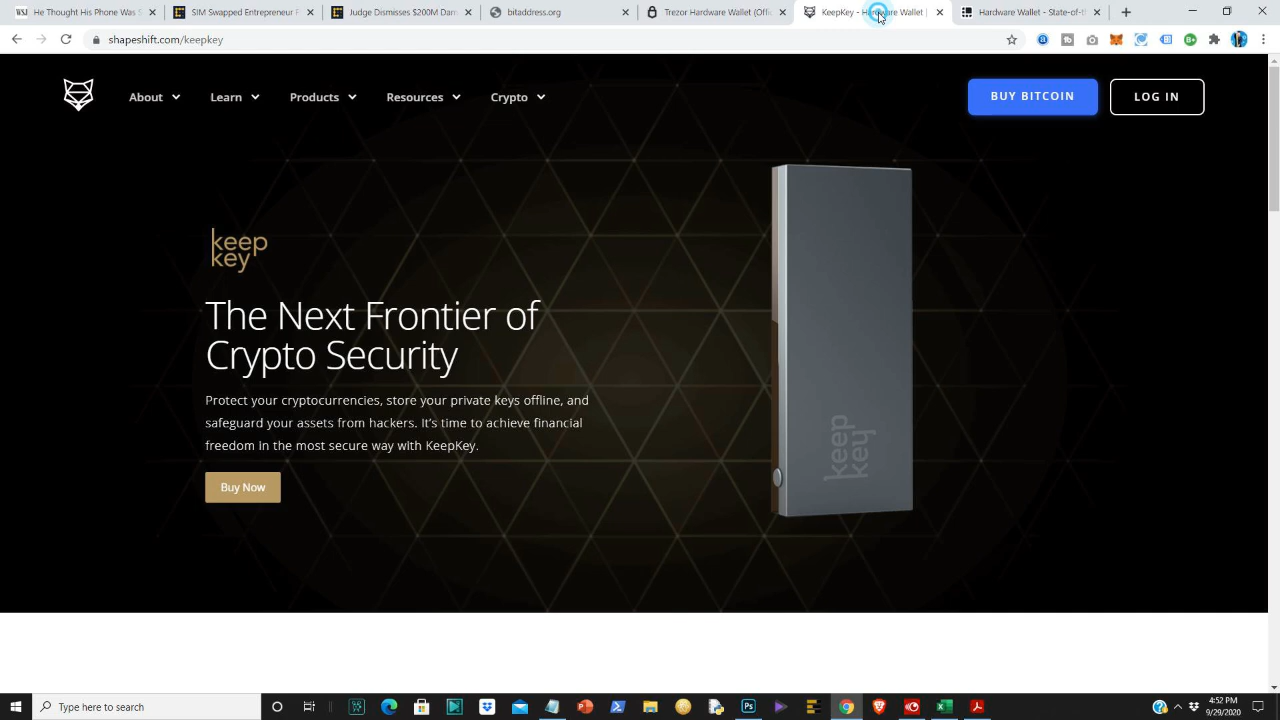 He Thought His Phone Was
SIM Swapped Entrepreneur F
Judge Dismisses $200M Dam
bitaddress.org
Trezor Hardware Wallet (Offi
KeepKey - Hardware Wallet |
Hardware Wallet - State-of-th
shapeshift.com/keepkey
About
Learn
Products
Resources
Crypto
BUY BITCOIN
LOG IN
keep
key
The Next Frontier of
Crypto Security
Protect your cryptocurrencies, store your private keys offline, and
safeguard your assets from hackers. It's time to achieve financial
freedom in the most secure way with KeepKey.
Buy Now
keep
key
Type here to search
4:52 PM
9/29/2020